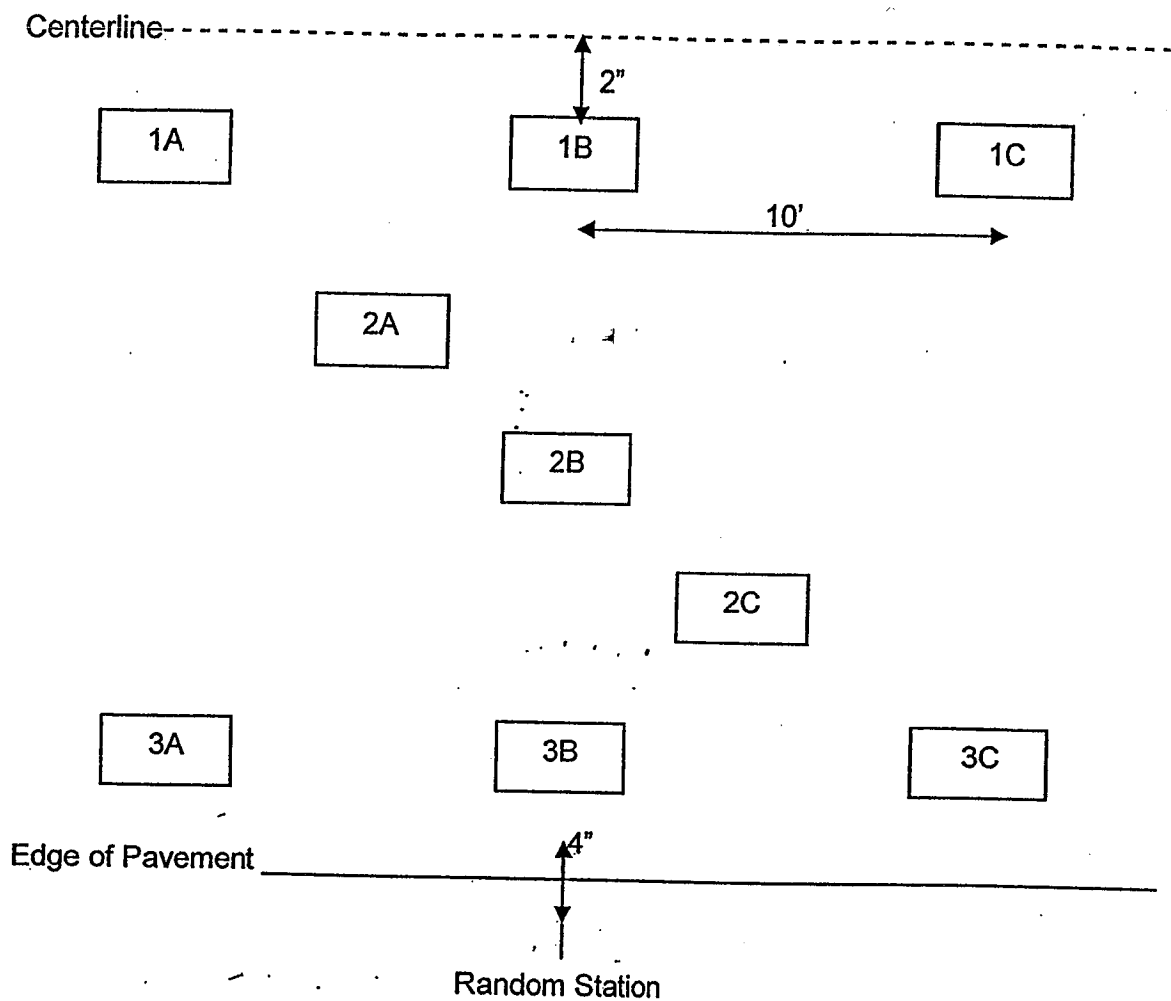 Centerline
2”
1A
1B
1C
10’
2A
2B
2C
3A
3B
3C
4”
Edge of Pavement
Random Station